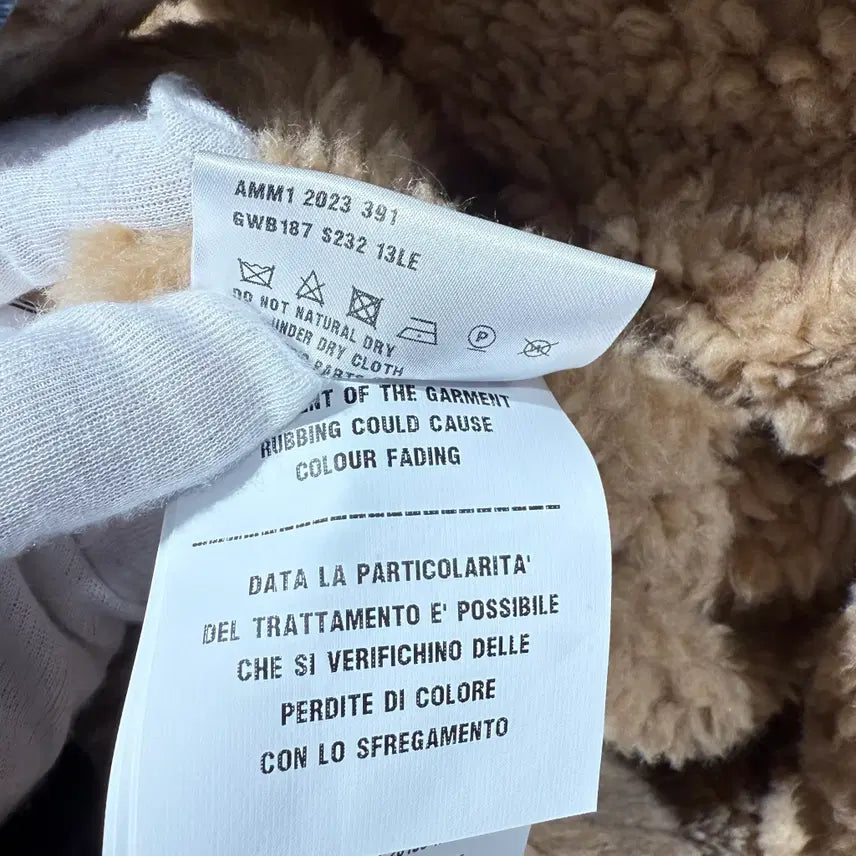 AMM1 2023 391
GWB187 S232 13LE
P
DO NOT NATURAL DRY
UNDER DRY CLOTH
PARTS
OF THE GARMENT
RUBBING COULD CAUSE
COLOUR FADING
DATA LA PARTICOLARITA'
DEL TRATTAMENTO E' POSSIBILE
CHE SI VERIFICHINO DELLE
PERDITE DI COLORE
CON LO SFREGAMENTO